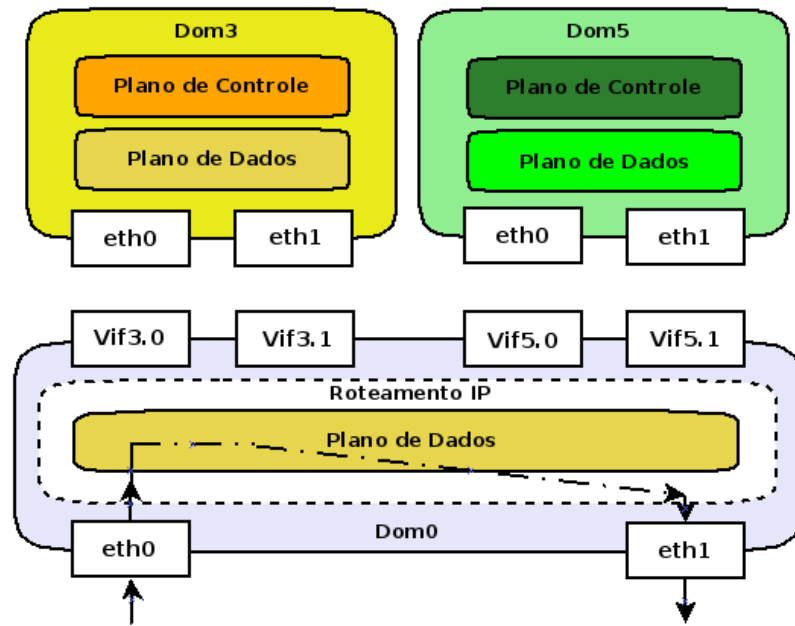 Dom3
Dom5
Plano de Controle
Plano de Controle
Plano de Dados
Plano de Dados
eth0
eth1
eth0
eth1
Vif3.0
Vif3.1
Vif5.0
Vif5.1
Roteamento IP
Plano de Dados
Dom0
eth0
eth1